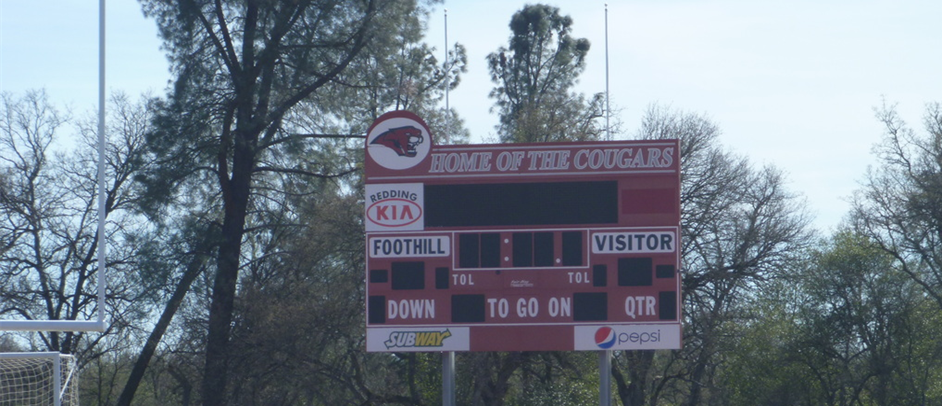 HOME OF THE COUGARS
REDDING
KIA
FOOTHILL
VISITOR
TOL
TOL
DOWN
TO GO ON
QTR
SUBWAY
pepsi